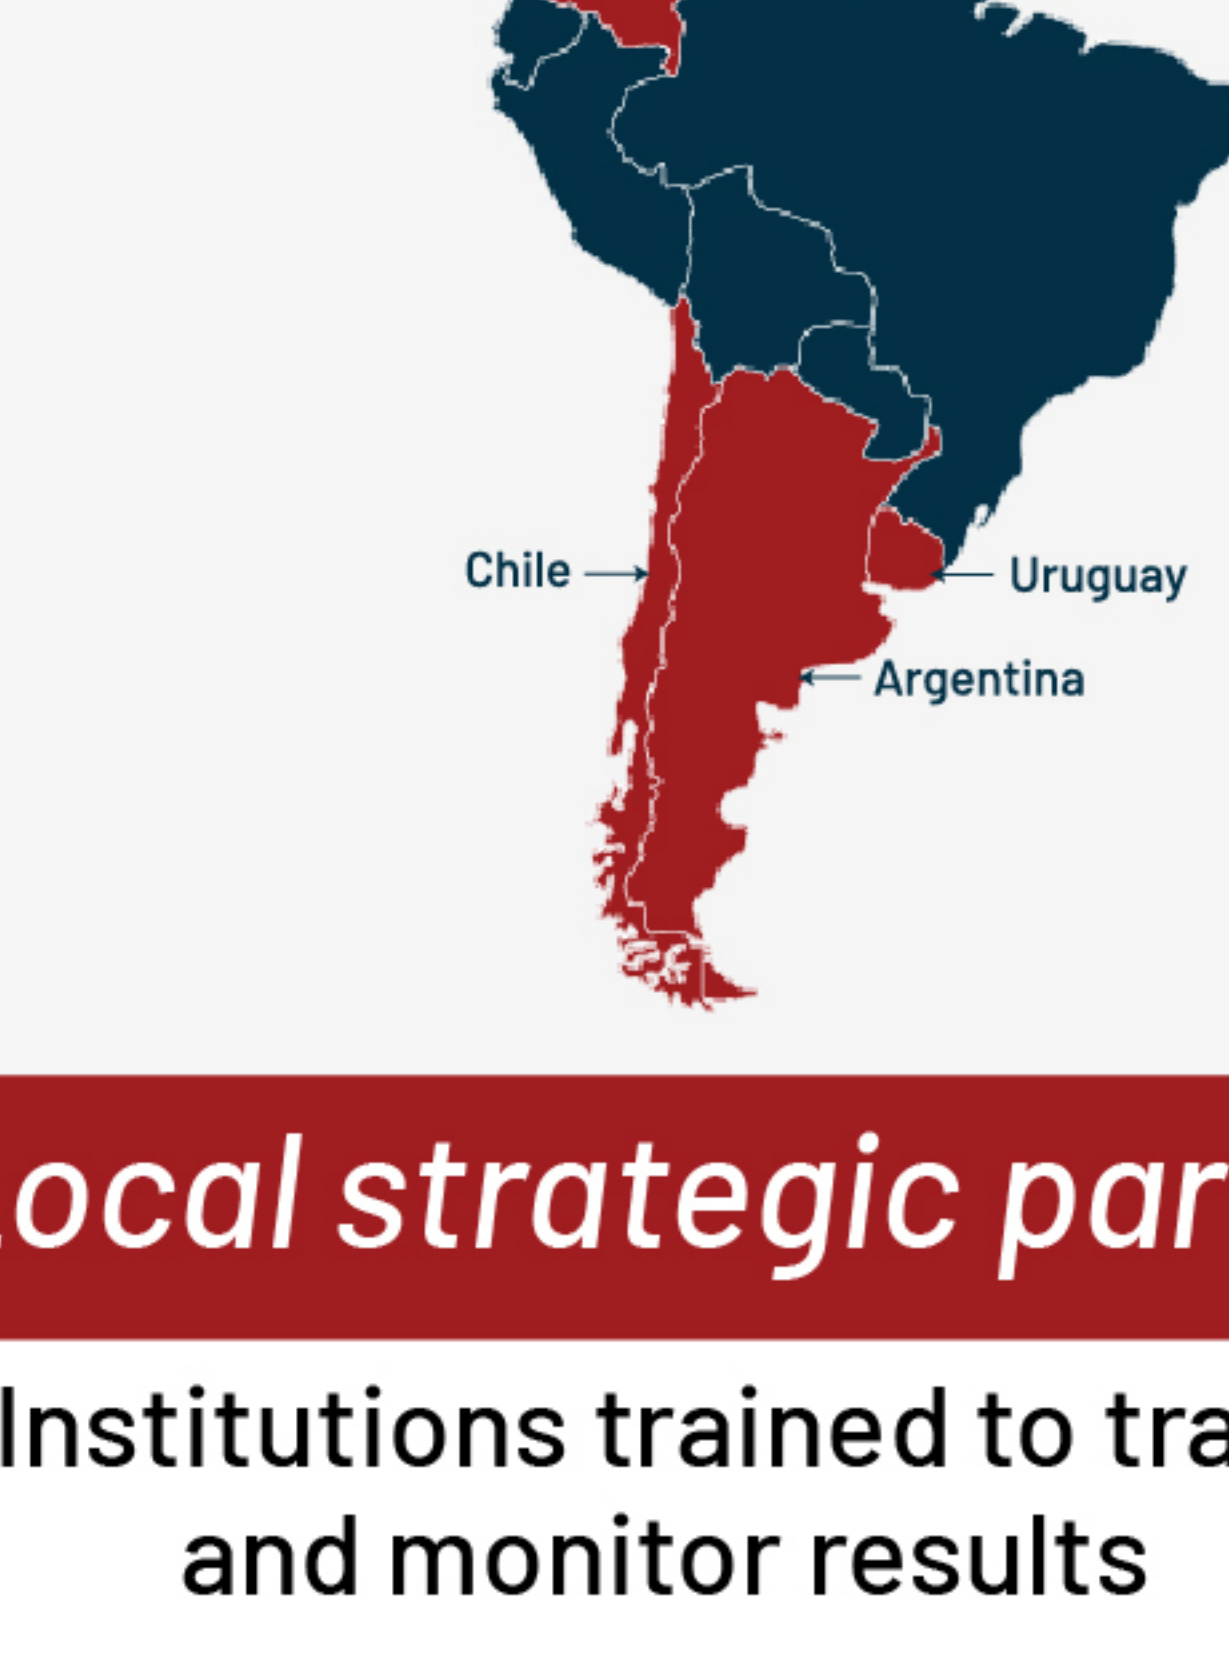 Chile
Uruguay
Argentina
ocal strategic par
Institutions trained to tra
and monitor results